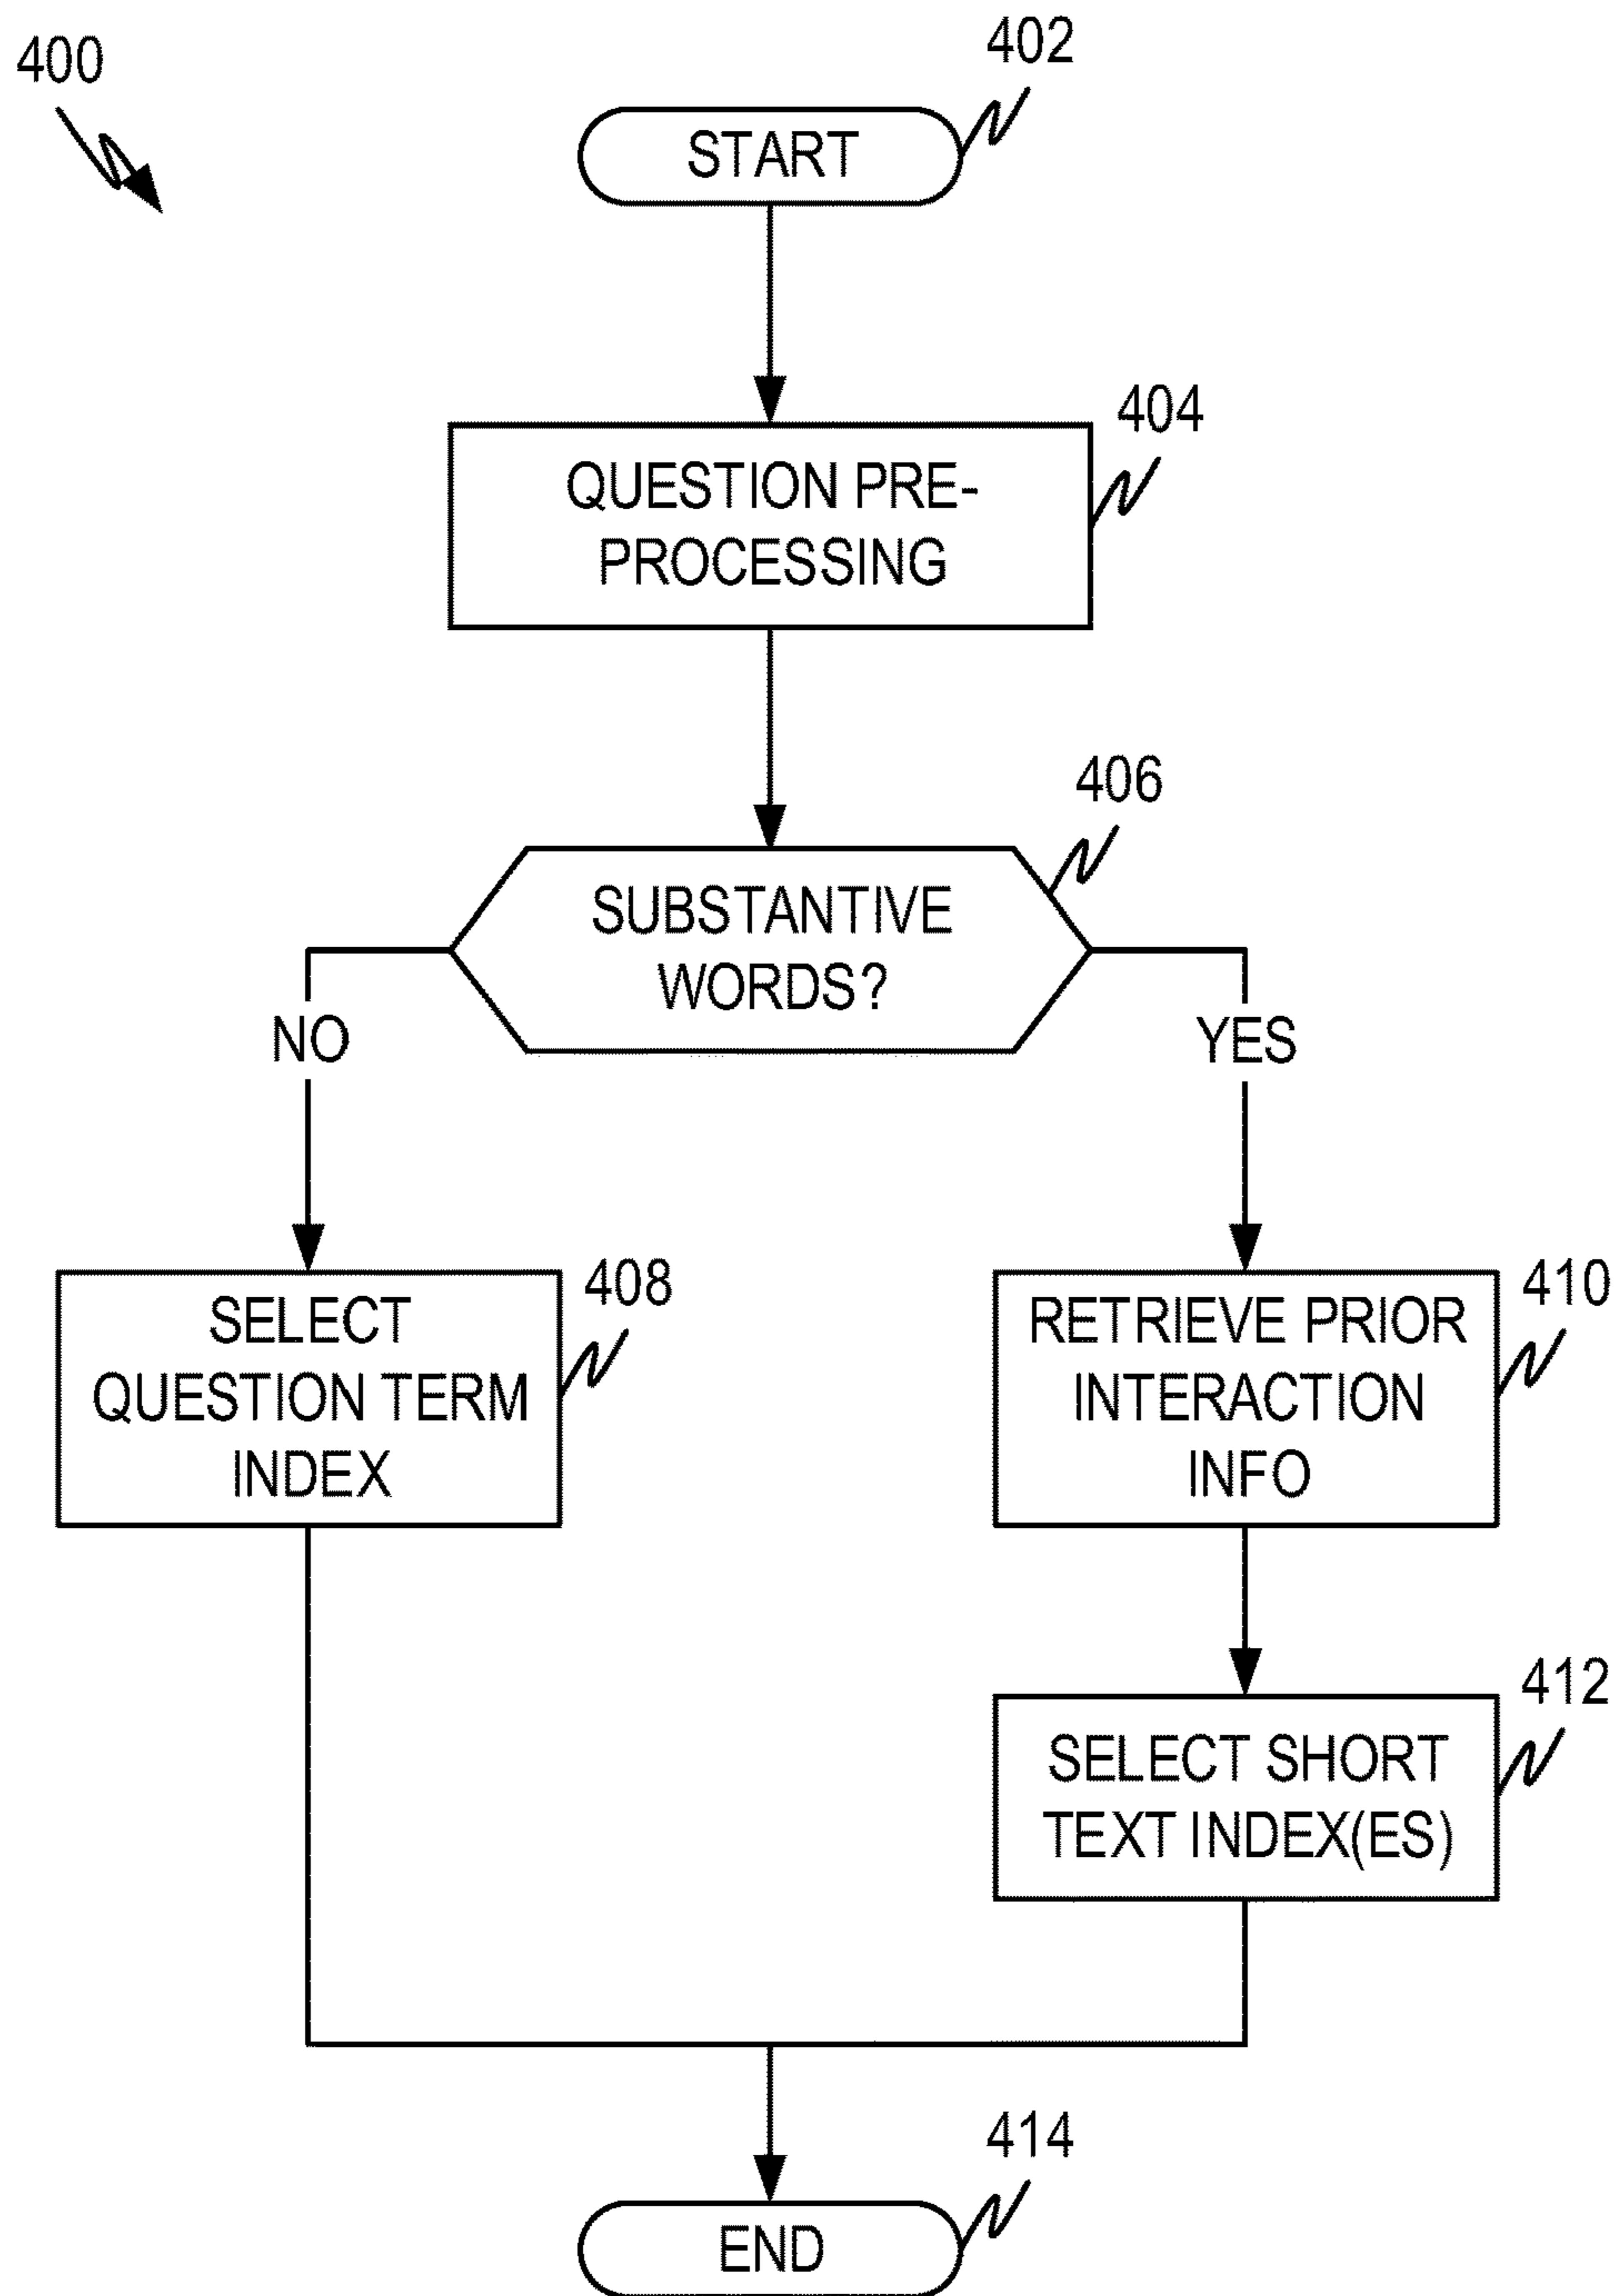 400
402
START
404
QUESTION PRE-
PROCESSING
406
SUBSTANTIVE
WORDS?
NO
YES
408
SELECT
QUESTION TERM
INDEX
410
RETRIEVE PRIOR
INTERACTION
INFO
412
SELECT SHORT
TEXT INDEX(ES)
414
END